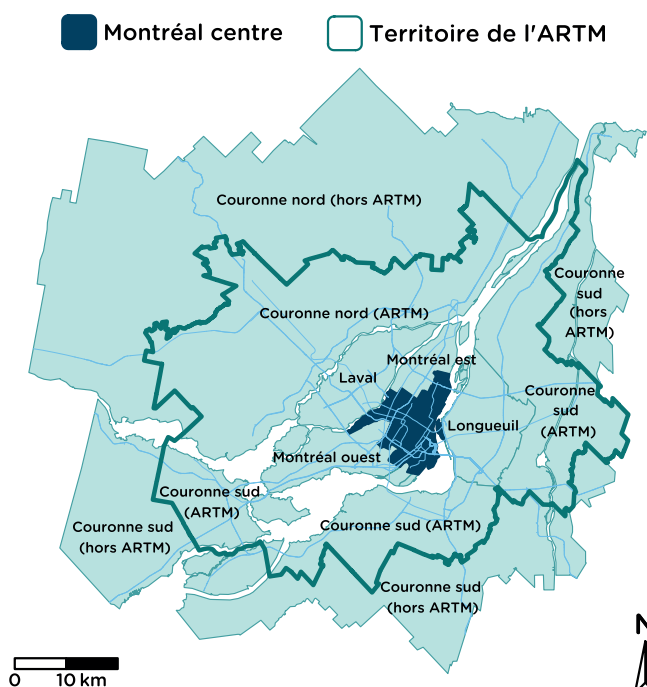 Montréal centre
Territoire de l'ARTM
Couronne nord (hors ARTM)
Couronne
sud
(hors
ARTM)
Couronne nord (ARTM)
Montréal est
Laval
Couronne
sud
(ARTM)
Longueuil
Montréal ouest
Couronne sud
(ARTM)
Couronne sud
(hors ARTM)
Couronne sud (ARTM)
Couronne sud
(hors ARTM)
N
0
10 km